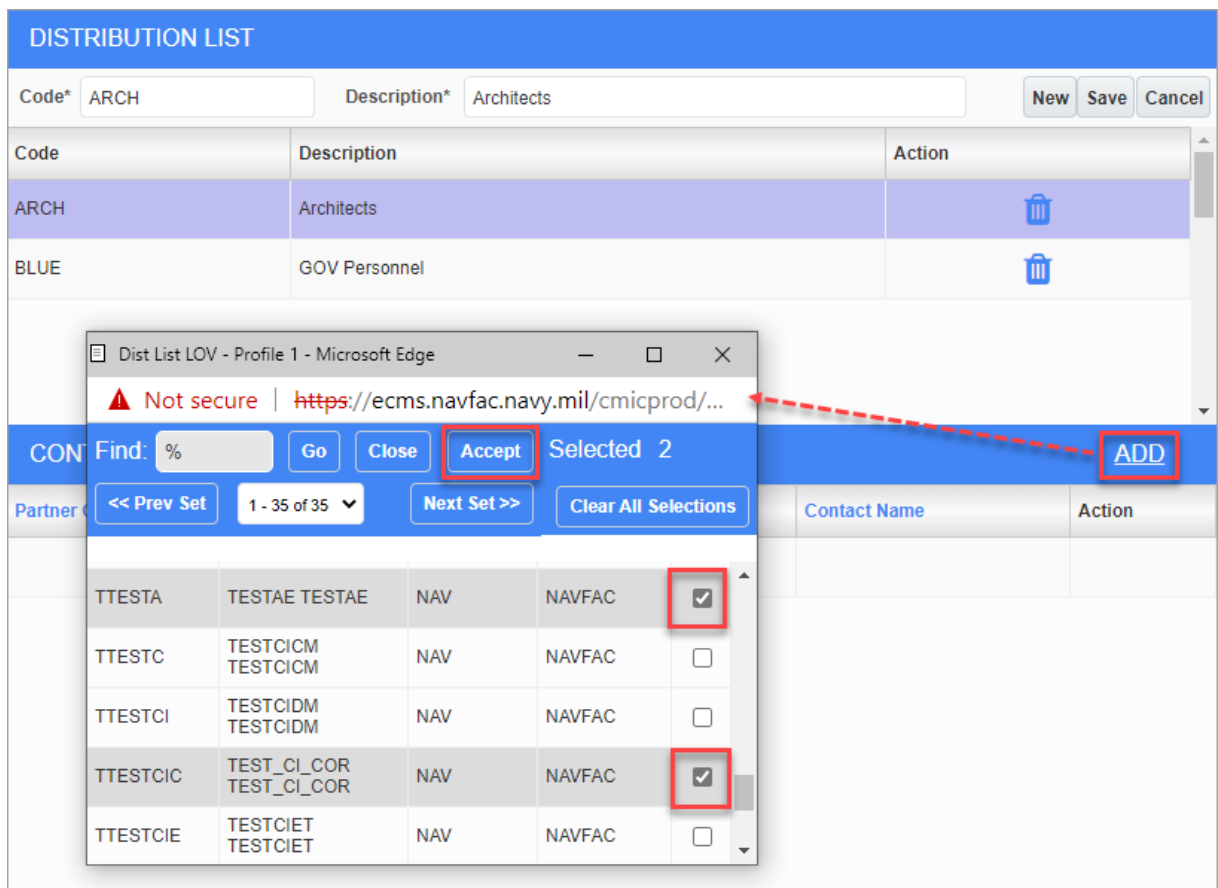 DISTRIBUTION LIST
Code* ARCH Description* Architects New Save Cancel
Code Description Action
ARCH Architects
BLUE GOV Personnel
Dist List LOV - Profile 1 - Microsoft Edge
Not secure | https://ecms.navfac.navy.mil/cmicprod/...
CONT ADD
Find: % Go Close Accept Selected 2
<< Prev Set 1 - 35 of 35 Next Set >> Clear All Selections
Partner Contact Name Action
TTESTA TESTAE TESTAE NAV NAVFAC
TTESTC TESTCICM TESTCICM NAV NAVFAC
TTESTCI TESTCIDM TESTCIDM NAV NAVFAC
TTESTCIC TEST_CI_COR TEST_CI_COR NAV NAVFAC
TTESTCIE TESTCIET TESTCIET NAV NAVFAC